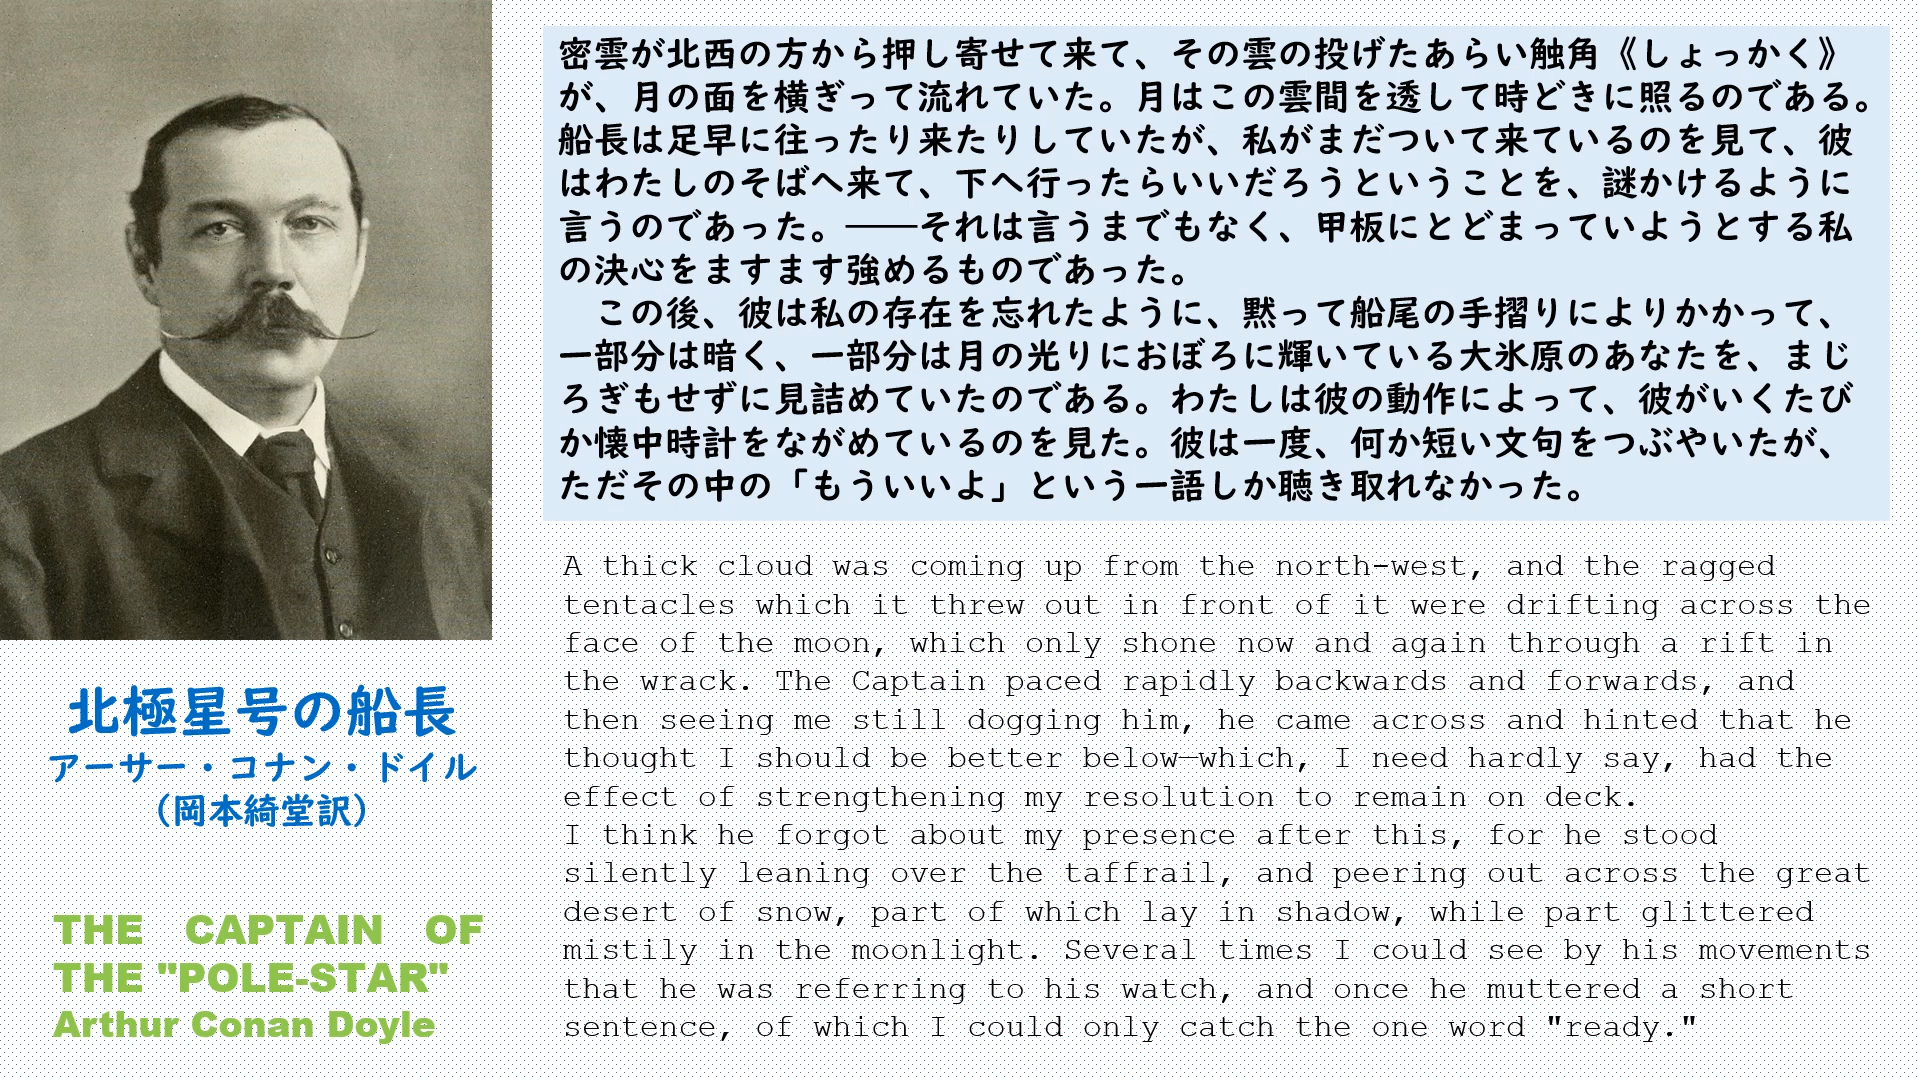 密雲が北西の方から押し寄せて来て、その雲の投げたあらい触角《しょっかく》
が、月の面を横ぎって流れていた。月はこの雲間を透して時どきに照るのである。
船長は足早に往ったり来たりしていたが、私がまだついて来ているのを見て、彼
はわたしのそばへ来て、下へ行ったらいいだろうということを、謎かけるように
言うのであった。――それは言うまでもなく、甲板にとどまっていようとする私
の決心をますます強めるものであった。
　この後、彼は私の存在を忘れたように、黙って船尾の手摺りによりかかって、
一部分は暗く、一部分は月の光りにおぼろに輝いている大氷原のあなたを、まじ
ろぎもせずに見詰めていたのである。わたしは彼の動作によって、彼がいくたび
か懐中時計をながめているのを見た。彼は一度、何か短い文句をつぶやいたが、
ただその中の「もういいよ」という一語しか聴き取れなかった。
A thick cloud was coming up from the north-west, and the ragged
tentacles which it threw out in front of it were drifting across the
face of the moon, which only shone now and again through a rift in
the wrack. The Captain paced rapidly backwards and forwards, and
then seeing me still dogging him, he came across and hinted that he
thought I should be better below—which, I need hardly say, had the
effect of strengthening my resolution to remain on deck.
I think he forgot about my presence after this, for he stood
silently leaning over the taffrail, and peering out across the great
desert of snow, part of which lay in shadow, while part glittered
mistily in the moonlight. Several times I could see by his movements
that he was referring to his watch, and once he muttered a short
sentence, of which I could only catch the one word "ready."
北極星号の船長
アーサー・コナン・ドイル
（岡本綺堂訳）
THE CAPTAIN OF
THE "POLE-STAR"
Arthur Conan Doyle